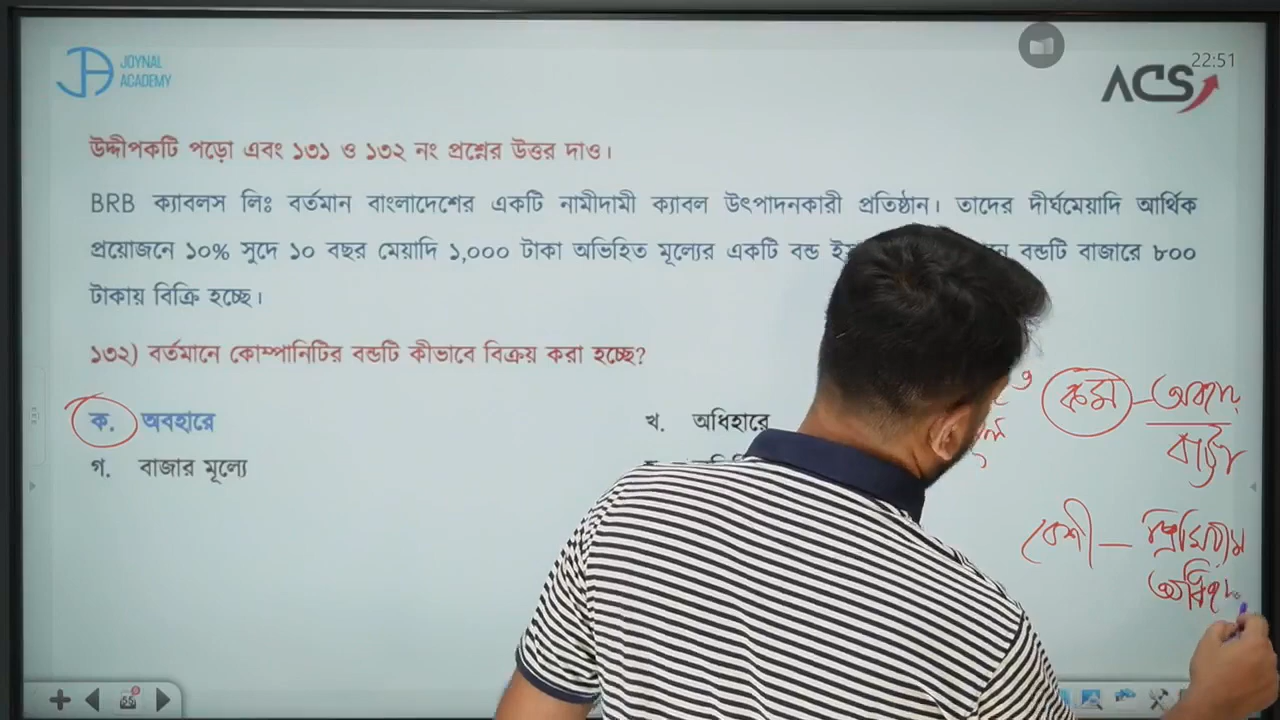 JOYNAL
ACADEMY
22:51
ACS
উদ্দীপকটি পড়ো এবং ১৩১ ও ১৩২ নং প্রশ্নের উত্তর দাও।
BRB ক্যাবলস লিঃ বর্তমান বাংলাদেশের একটি নামীদামী ক্যাবল উৎপাদনকারী প্রতিষ্ঠান। তাদের দীর্ঘমেয়াদি আর্থিক
প্রয়োজনে ১০% সুদে ১০ বছর মেয়াদি ১,০০০ টাকা অভিহিত মূল্যের একটি বন্ড বন্ডটি বাজারে ৮০০
টাকায় বিক্রি হচ্ছে।
১৩২) বর্তমানে কোম্পানিটির বন্ডটি কীভাবে বিক্রয় করা হচ্ছে?
ক. অবহারে
খ. অধিহারে
গ. বাজার মূল্যে
কম - অবহার
বাট্টা
বেশী - প্রিমিয়াম